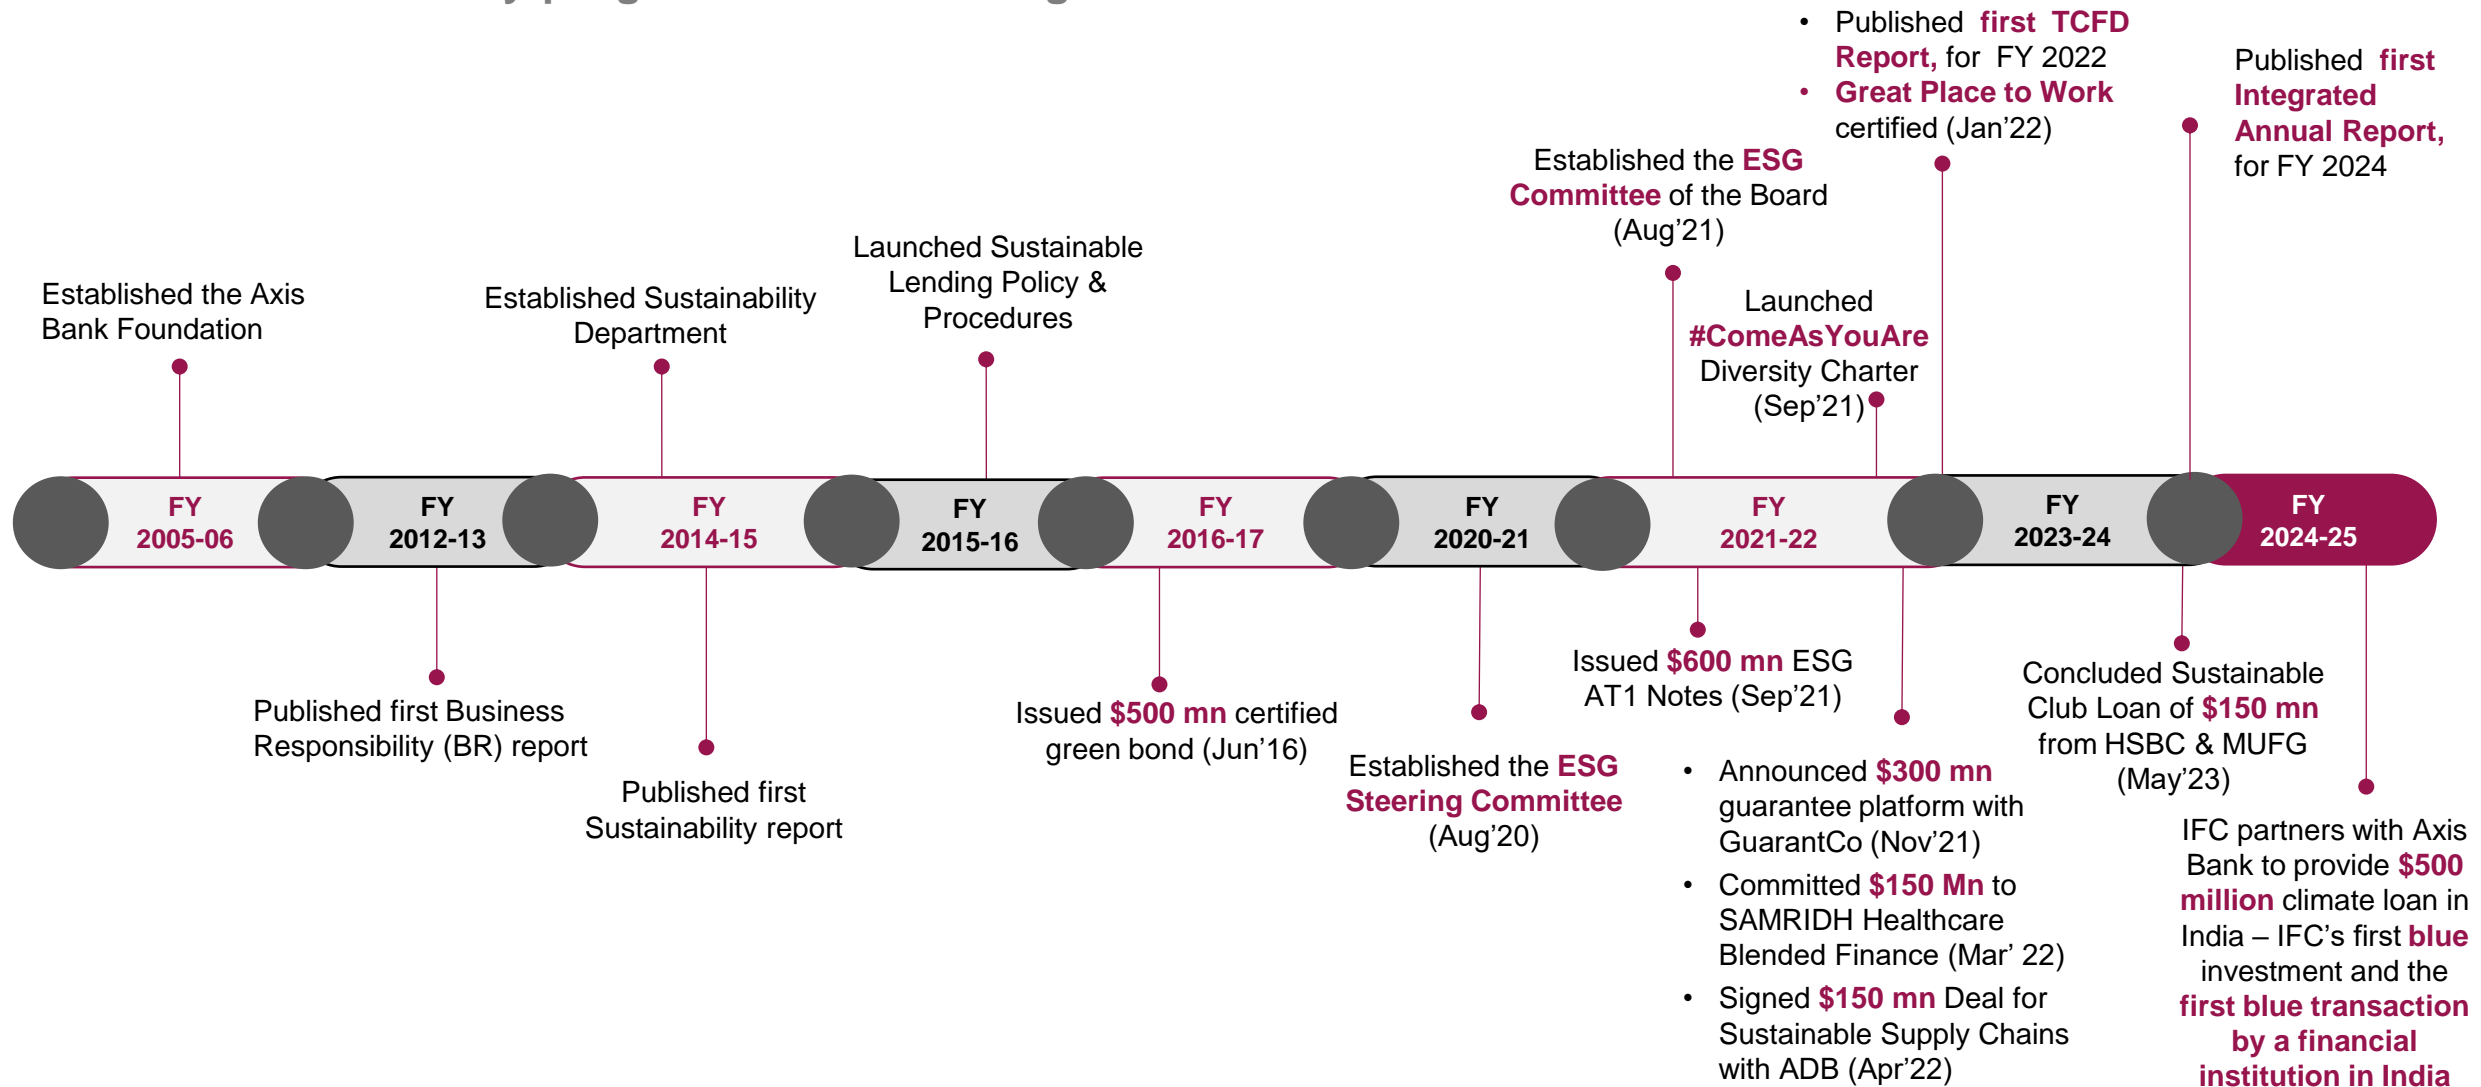 • Published first TCFD
Report, for FY 2022
• Great Place to Work
certified (Jan’22)
Published first
Integrated
Annual Report,
for FY 2024
Established the ESG
Committee of the Board
(Aug’21)
Launched Sustainable
Lending Policy &
Procedures
Established the Axis
Bank Foundation
Established Sustainability
Department
Launched
#ComeAsYouAre
Diversity Charter
(Sep’21)
FY
2005-06
FY
2012-13
FY
2014-15
FY
2015-16
FY
2016-17
FY
2020-21
FY
2021-22
FY
2023-24
FY
2024-25
Published first Business
Responsibility (BR) report
Published first
Sustainability report
Issued $500 mn certified
green bond (Jun’16)
Established the ESG
Steering Committee
(Aug’20)
Issued $600 mn ESG
AT1 Notes (Sep’21)
• Announced $300 mn
guarantee platform with
GuarantCo (Nov’21)
• Committed $150 Mn to
SAMRIDH Healthcare
Blended Finance (Mar’ 22)
• Signed $150 mn Deal for
Sustainable Supply Chains
with ADB (Apr’22)
Concluded Sustainable
Club Loan of $150 mn
from HSBC & MUFG
(May’23)
IFC partners with Axis
Bank to provide $500
million climate loan in
India – IFC’s first blue
investment and the
first blue transaction
by a financial
institution in India